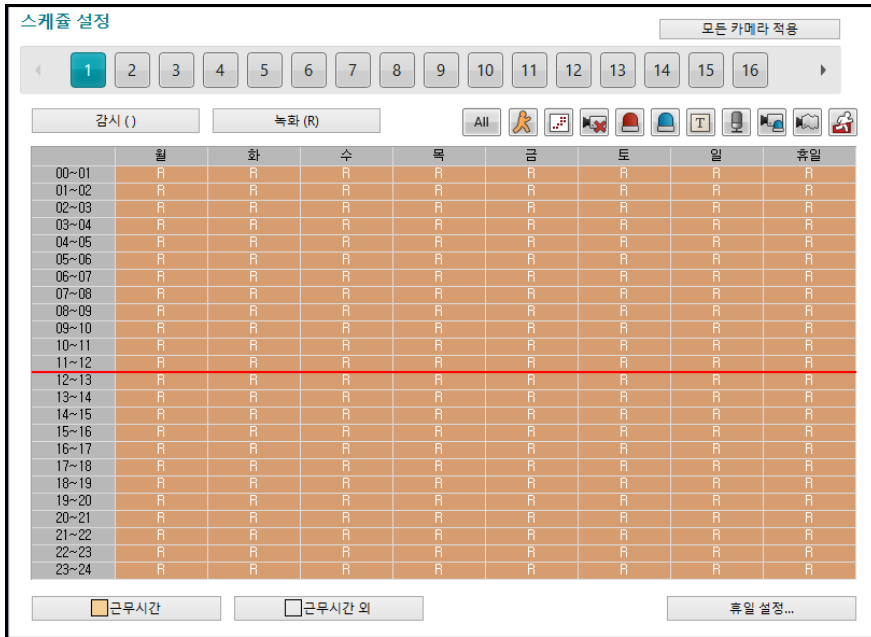 스케쥴 설정
모든 카메라 적용
1 2 3 4 5 6 7 8 9 10 11 12 13 14 15 16
감시 ( ) 녹화 (R) All T
월 화 수 목 금 토 일 휴일
00~01 R R R R R R R R
01~02 R R R R R R R R
02~03 R R R R R R R R
03~04 R R R R R R R R
04~05 R R R R R R R R
05~06 R R R R R R R R
06~07 R R R R R R R R
07~08 R R R R R R R R
08~09 R R R R R R R R
09~10 R R R R R R R R
10~11 R R R R R R R R
11~12 R R R R R R R R
12~13 R R R R R R R R
13~14 R R R R R R R R
14~15 R R R R R R R R
15~16 R R R R R R R R
16~17 R R R R R R R R
17~18 R R R R R R R R
18~19 R R R R R R R R
19~20 R R R R R R R R
20~21 R R R R R R R R
21~22 R R R R R R R R
22~23 R R R R R R R R
23~24 R R R R R R R R
근무시간 근무시간 외 휴일 설정...